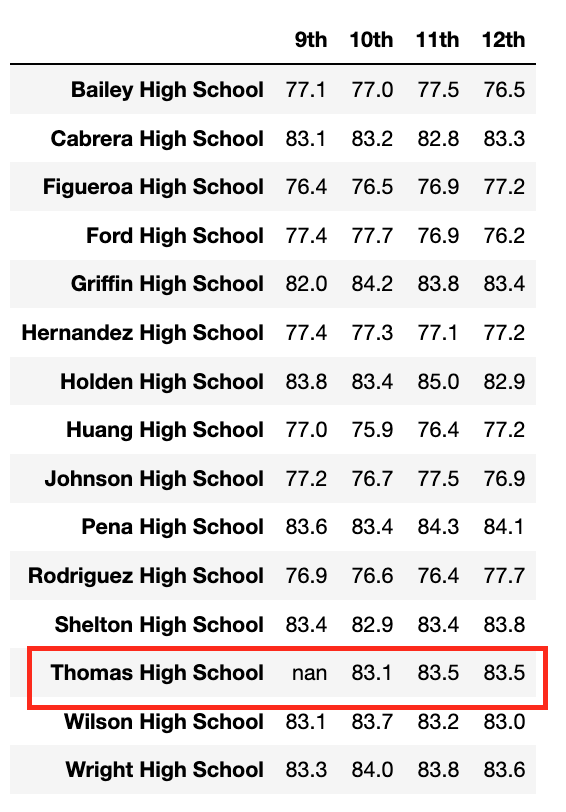 9th 10th 11th 12th
Bailey High School 77.1 77.0 77.5 76.5
Cabrera High School 83.1 83.2 82.8 83.3
Figueroa High School 76.4 76.5 76.9 77.2
Ford High School 77.4 77.7 76.9 76.2
Griffin High School 82.0 84.2 83.8 83.4
Hernandez High School 77.4 77.3 77.1 77.2
Holden High School 83.8 83.4 85.0 82.9
Huang High School 77.0 75.9 76.4 77.2
Johnson High School 77.2 76.7 77.5 76.9
Pena High School 83.6 83.4 84.3 84.1
Rodriguez High School 76.9 76.6 76.4 77.7
Shelton High School 83.4 82.9 83.4 83.8
Thomas High School nan 83.1 83.5 83.5
Wilson High School 83.1 83.7 83.2 83.0
Wright High School 83.3 84.0 83.8 83.6